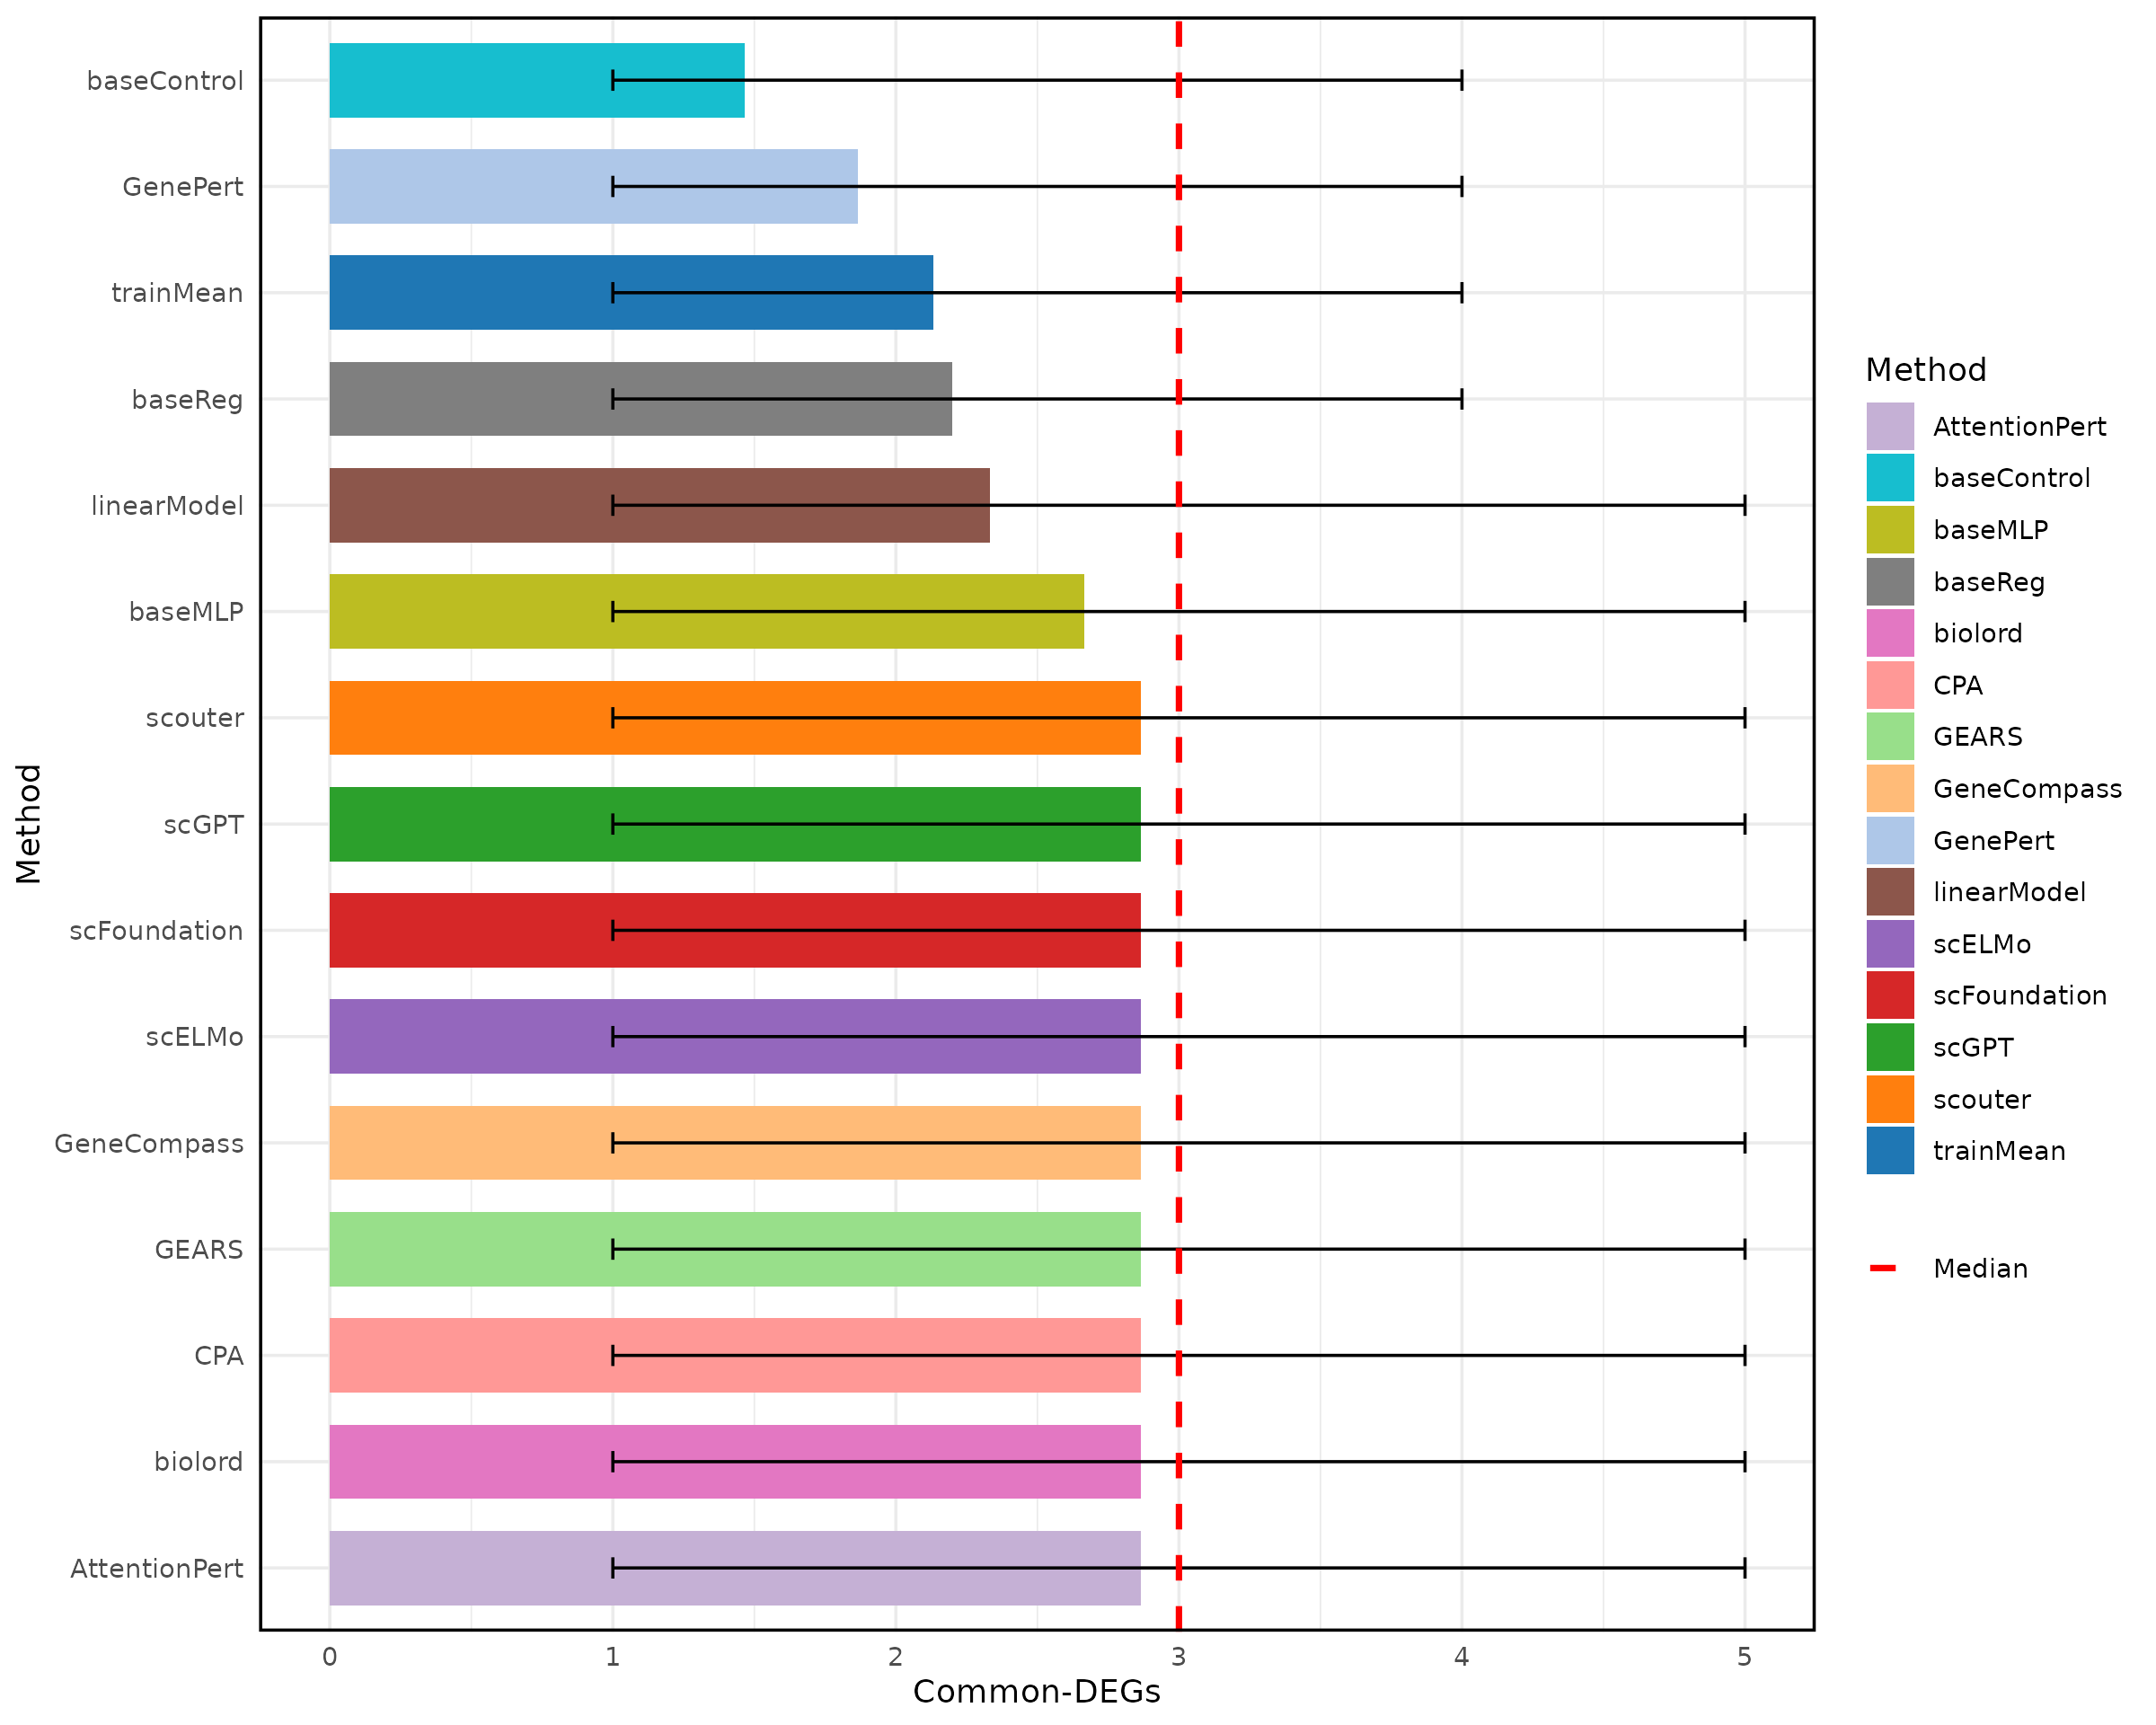 Method
baseControl
GenePert
trainMean
baseReg
linearModel
baseMLP
scouter
scGPT
scFoundation
scELMo
GeneCompass
GEARS
CPA
biolord
AttentionPert
0 1 2 3 4 5
Common-DEGs
Method
AttentionPert
baseControl
baseMLP
baseReg
biolord
CPA
GEARS
GeneCompass
GenePert
linearModel
scELMo
scFoundation
scGPT
scouter
trainMean
Median